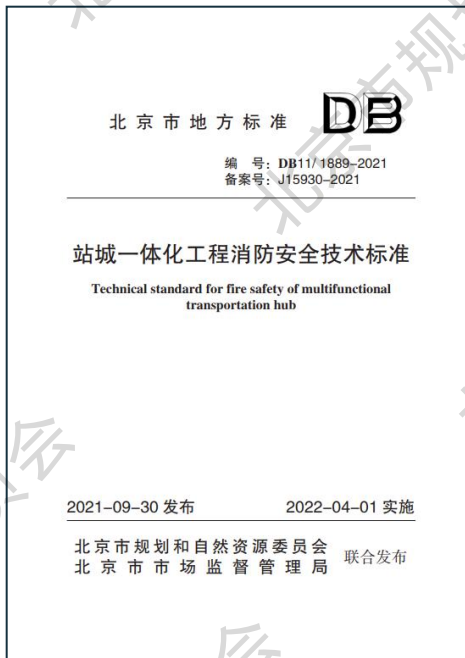 北京市地方标准 DB
编 号：DB11/ 1889-2021
备案号：J15930-2021
站城一体化工程消防安全技术标准
Technical standard for fire safety of multifunctional
transportation hub
2021-09-30 发布 2022-04-01 实施
北京市规划和自然资源委员会
北京市市场监督管理局
联合发布